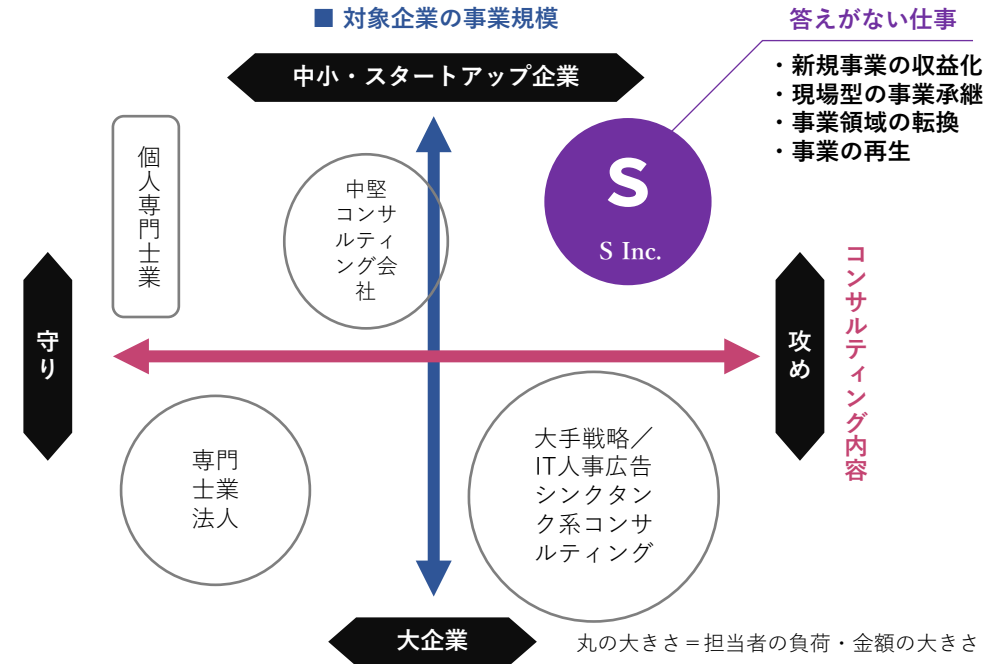 ■ 対象企業の事業規模
答えがない仕事
中小・スタートアップ企業
・新規事業の収益化
・現場型の事業承継
・事業領域の転換
・事業の再生
個人専門士業
中堅
コンサ
ルティ
ング会
社
S
S Inc.
コンサルティング内容
守り
攻め
専門
士業
法人
大手戦略／
IT人事広告
シンクタン
ク系コンサ
ルティング
大企業
丸の大きさ＝担当者の負荷・金額の大きさ